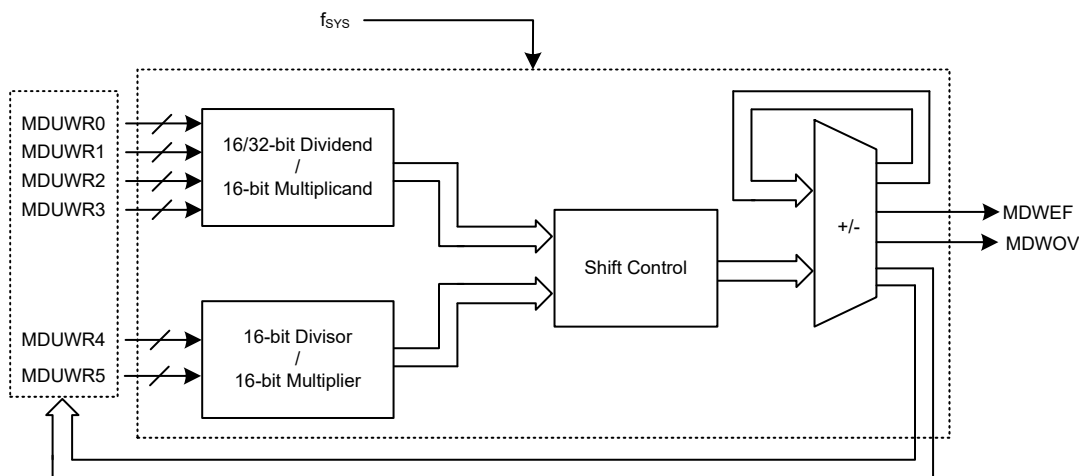 fSYS
MDUWR0
MDUWR1
MDUWR2
MDUWR3
16/32-bit Dividend
/
16-bit Multiplicand
Shift Control
+/-
MDWEF
MDWOV
MDUWR4
MDUWR5
16-bit Divisor
/
16-bit Multiplier